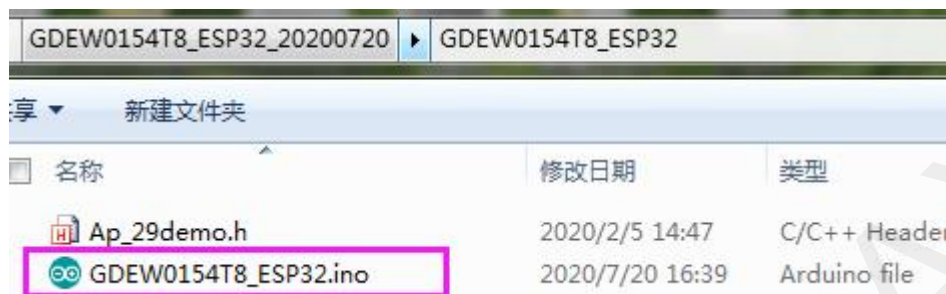 GDEW0154T8_ESP32_20200720 ▸ GDEW0154T8_ESP32
享 ▼ 新建文件夹
名称 修改日期 类型
Ap_29demo.h 2020/2/5 14:47 C/C++ Header
GDEW0154T8_ESP32.ino 2020/7/20 16:39 Arduino file